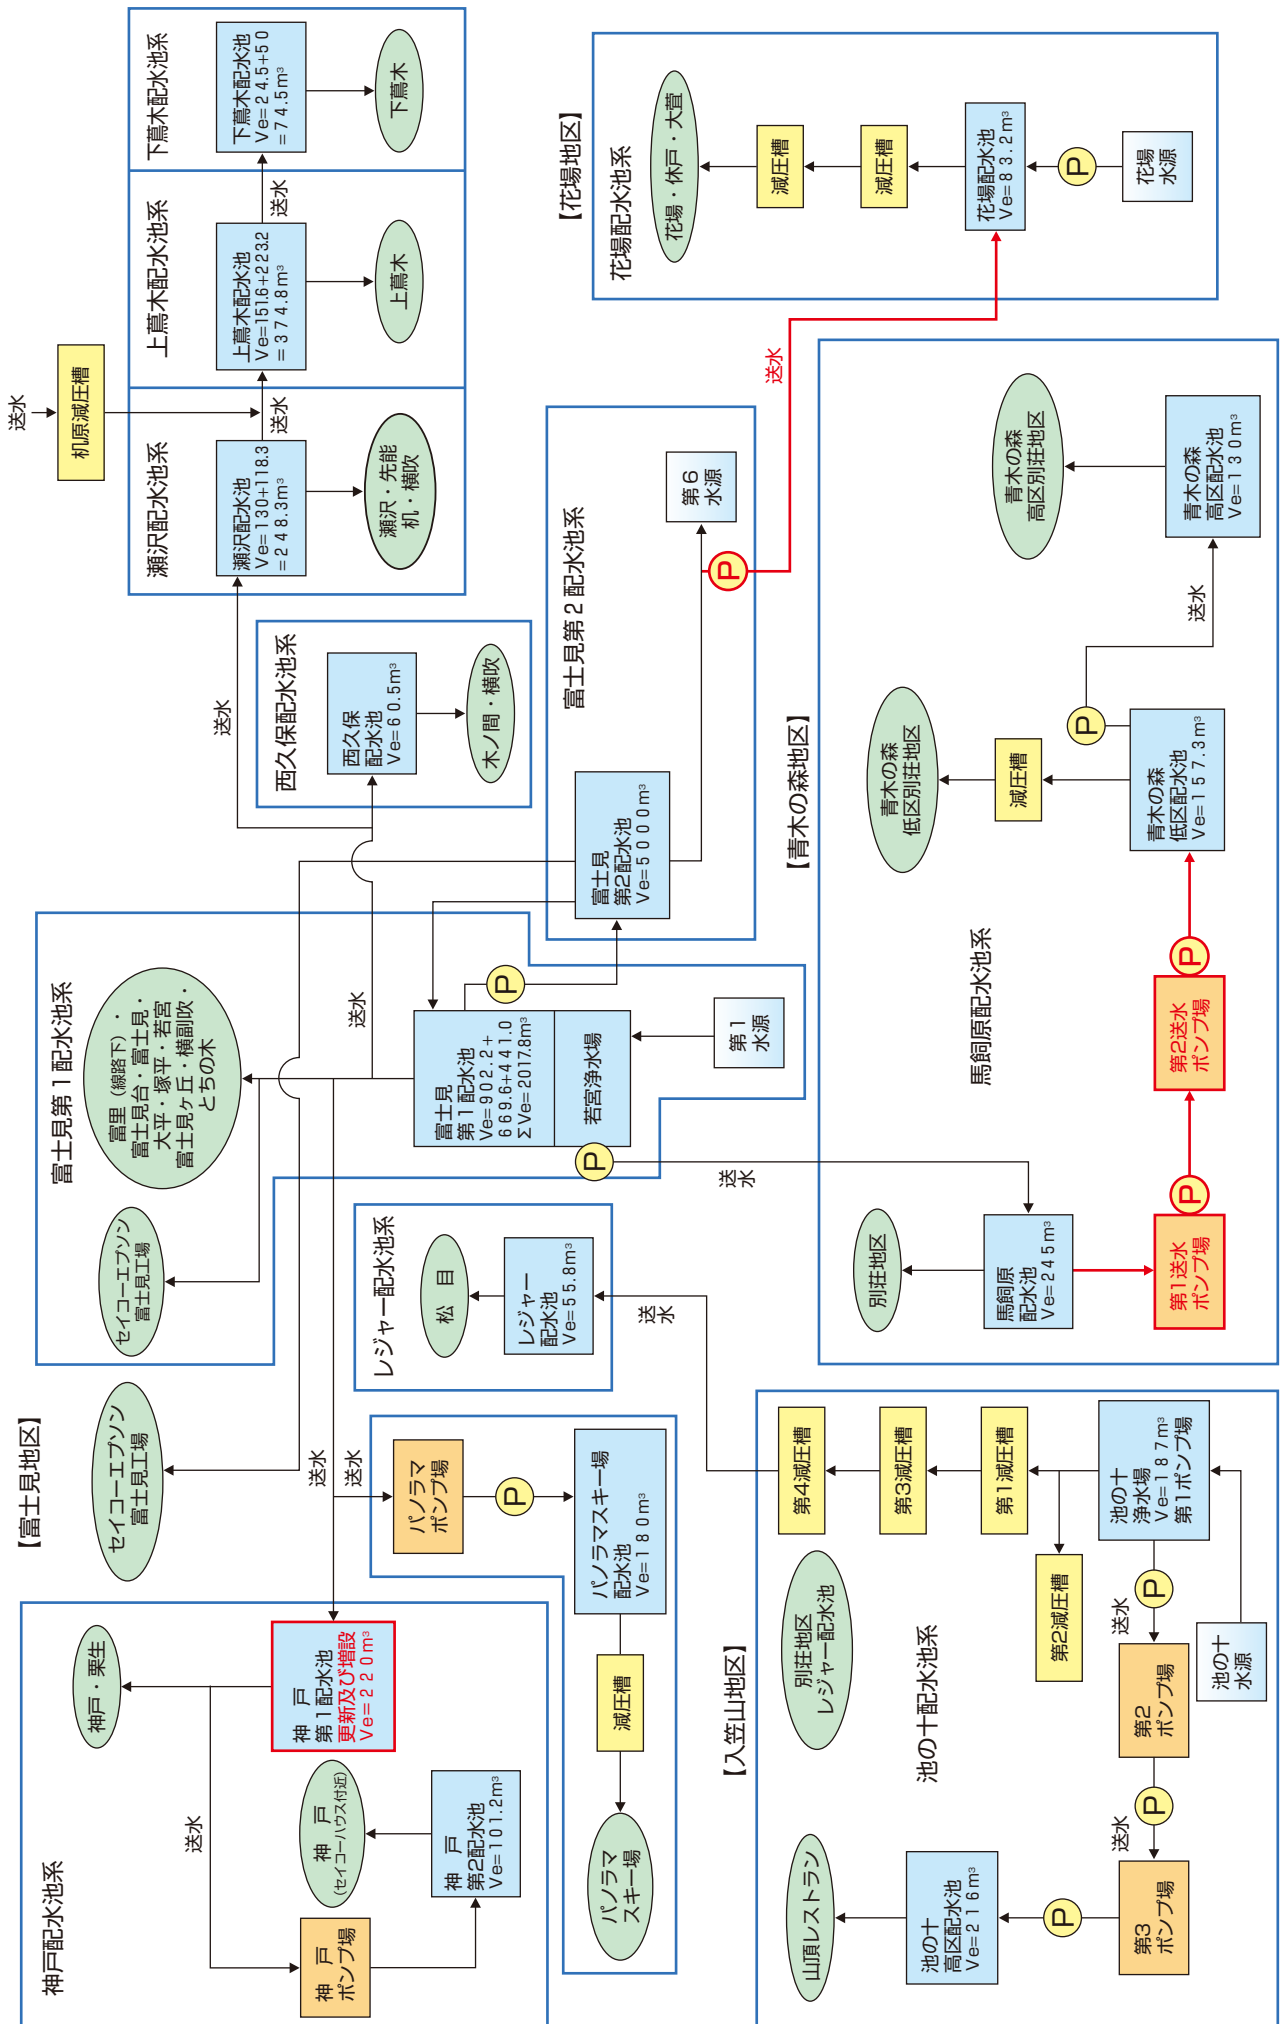 【富士見地区】
神戸配水池系
神戸・栗生
送水
神　戸
第1配水池
更新及び増設
Ve=２２０m³
神　戸
(セイコーハウス付近)
神　戸
第2配水池
Ve=101.2m³
神　戸
ポンプ場
セイコーエプソン
富士見工場
送水
送水
パノラマ
ポンプ場
P
パノラマスキー場
配水池
Ve=１８０m³
減圧槽
パノラマ
スキー場
富士見第１配水池系
富里（線路下）・
富士見台・富士見・
大平・塚平・若宮
富士見ヶ丘・横副吹・
とちの木
セイコーエプソン
富士見工場
送水
富士見
第１配水池
Ve=902.2+
669.6+441.0
ΣVe=2017.8m³
若宮浄水場
P
P
第１
水源
送水
レジャー配水池系
松　目
レジャー
配水池
Ve=55.8m³
送水
西久保配水池系
西久保
配水池
Ve=60.5m³
木ノ間・横吹
送水
瀬沢配水池系
瀬沢配水池
Ve=130+118.3
=248.3m³
瀬沢・先能
机・横吹
送水
送水
机原減圧槽
上蔦木配水池系
上蔦木配水池
Ve=151.6+223.2
=374.8m³
上蔦木
送水
下蔦木配水池系
下蔦木配水池
Ve=24.5+50
=74.5m³
下蔦木
富士見第２配水池系
富士見
第2配水池
Ve=5000m³
第６
水源
P
送水
【花場地区】
花場配水池系
花場・休戸・大萱
減圧槽
減圧槽
花場配水池
Ve=83.2m³
P
花場
水源
【青木の森地区】
馬飼原配水池系
別荘地区
馬飼原
配水池
Ve=245m³
第1送水
ポンプ場
P
第2送水
ポンプ場
P
青木の森
低区配水池
Ve=157.3m³
減圧槽
青木の森
低区別荘地区
P
送水
青木の森
高区配水池
Ve=130m³
青木の森
高区別荘地区
【入笠山地区】
池の十配水池系
別荘地区
レジャー配水池
第4減圧槽
第3減圧槽
第１減圧槽
第2減圧槽
池の十
浄水場
Ve=187m³
第１ポンプ場
池の十
水源
P
送水
第2
ポンプ場
P
送水
第3
ポンプ場
P
池の十
高区配水池
Ve=216m³
山頂レストラン